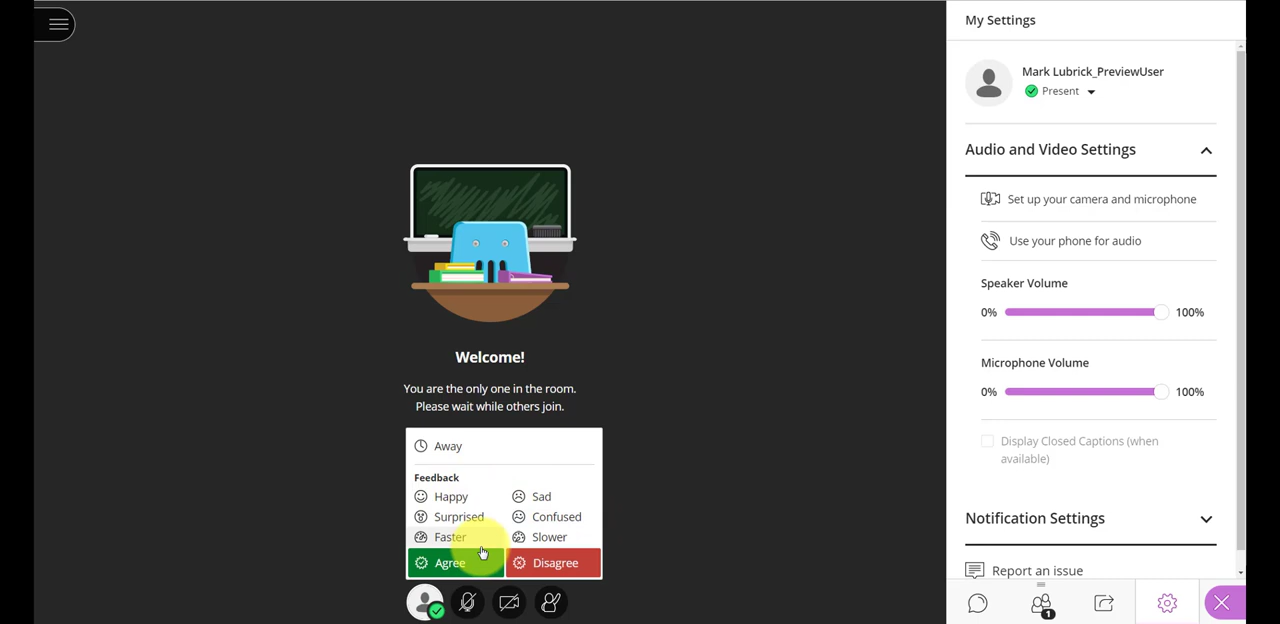 Welcome!
You are the only one in the room.
Please wait while others join.
Away
Feedback
Happy
Sad
Surprised
Confused
Faster
Slower
Agree
Disagree
My Settings
Mark Lubrick_PreviewUser
Present
Audio and Video Settings
Set up your camera and microphone
Use your phone for audio
Speaker Volume
0% 100%
Microphone Volume
0% 100%
Display Closed Captions (when
available)
Notification Settings
Report an issue
1